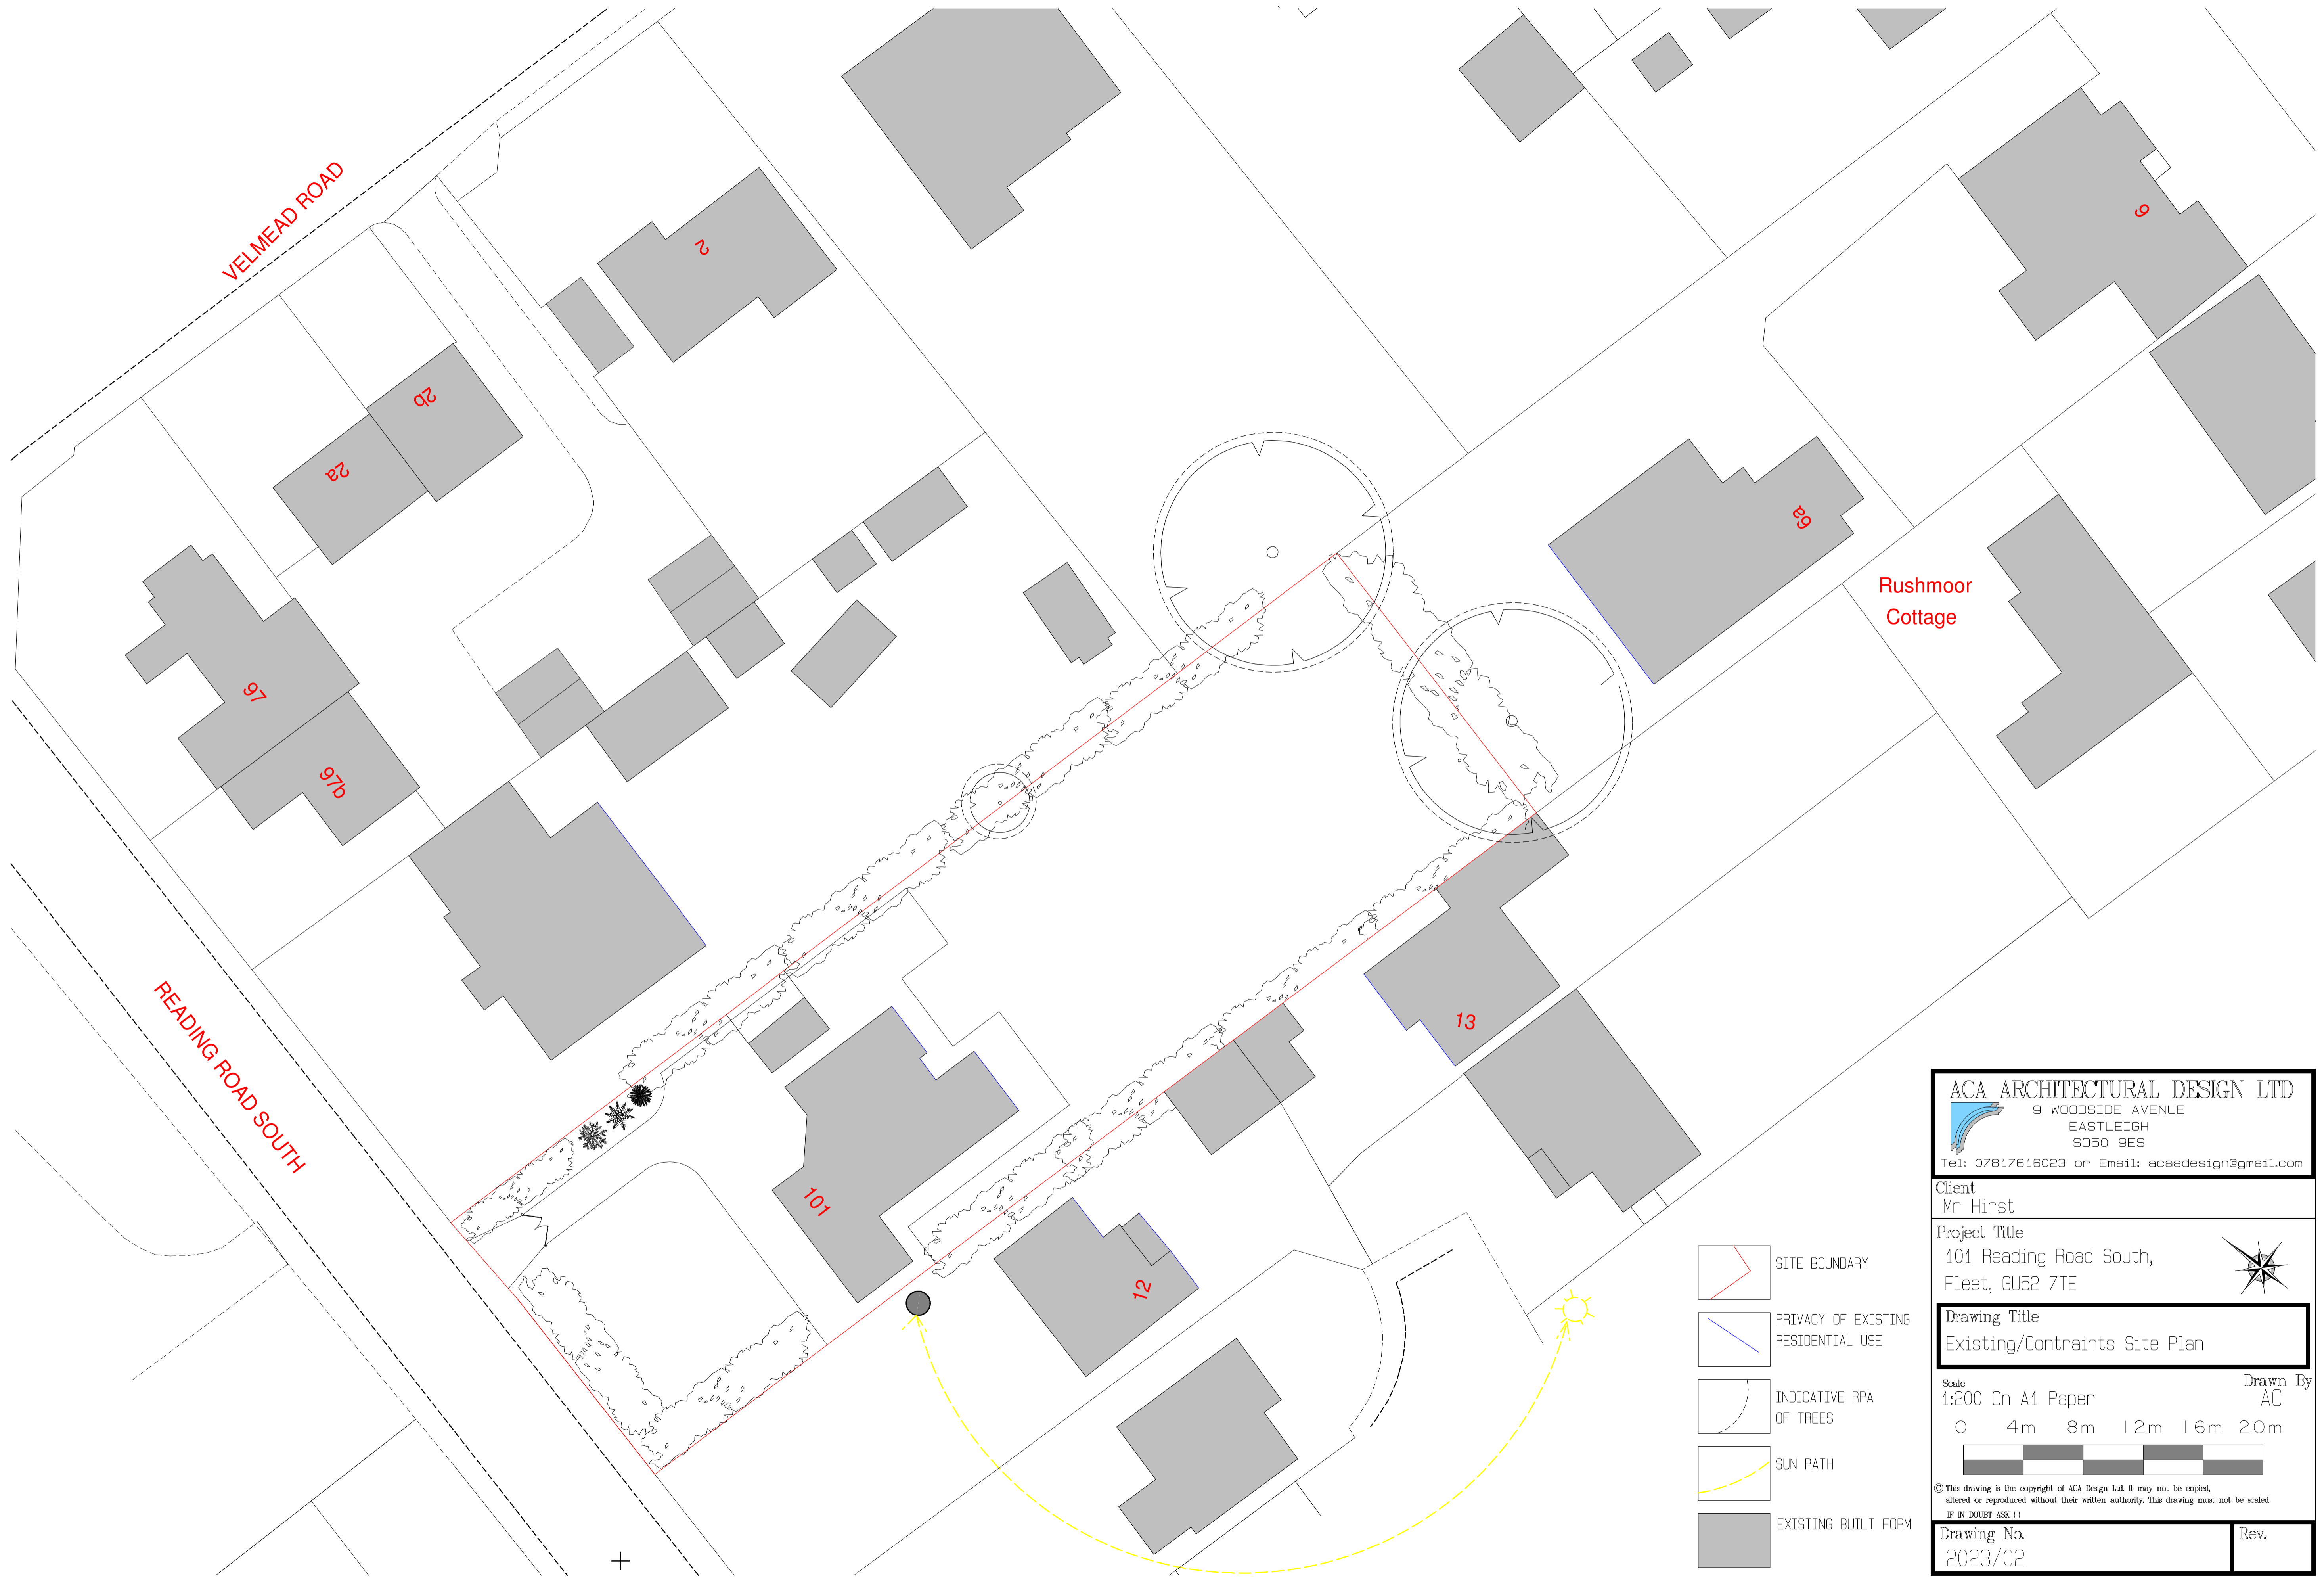 VELMEAD ROAD
2
2b
2a
97
97b
9
6a
Rushmoor
Cottage
READING ROAD SOUTH
13
101
12
ACA ARCHITECTURAL DESIGN LTD
9 WOODSIDE AVENUE
EASTLEIGH
SO50 9ES
Tel: 07817616023 or Email: acaadesign@gmail.com
Client
Mr Hirst
Project Title
101 Reading Road South,
Fleet, GU52 7TE
Drawing Title
Existing/Contraints Site Plan
Scale
Drawn By
1:200 On A1 Paper
AC
0 4m 8m 12m 16m 20m
© This drawing is the copyright of ACA Design Ltd. It may not be copied,
altered or reproduced without their written authority. This drawing must not be scaled
IF IN DOUBT ASK !!
Drawing No.
Rev.
2023/02
SITE BOUNDARY
PRIVACY OF EXISTING
RESIDENTIAL USE
INDICATIVE RPA
OF TREES
SUN PATH
EXISTING BUILT FORM